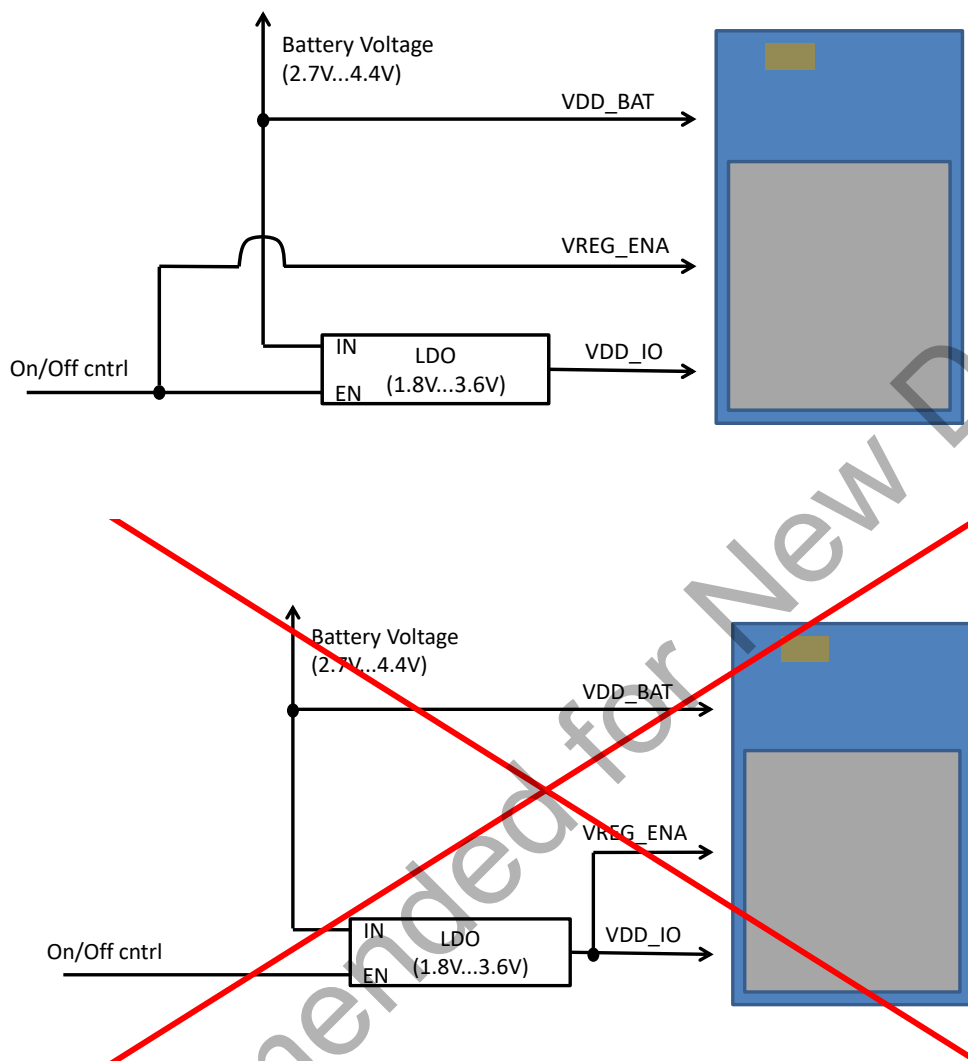 Battery Voltage
(2.7V...4.4V)
VDD_BAT
VREG_ENA
IN
LDO
VDD_IO
On/Off cntrl
(1.8V...3.6V)
EN
Battery Voltage
(2.7V...4.4V)
VDD_BAT
VREG_ENA
IN
LDO
VDD_IO
On/Off cntrl
(1.8V...3.6V)
EN
mended for New D